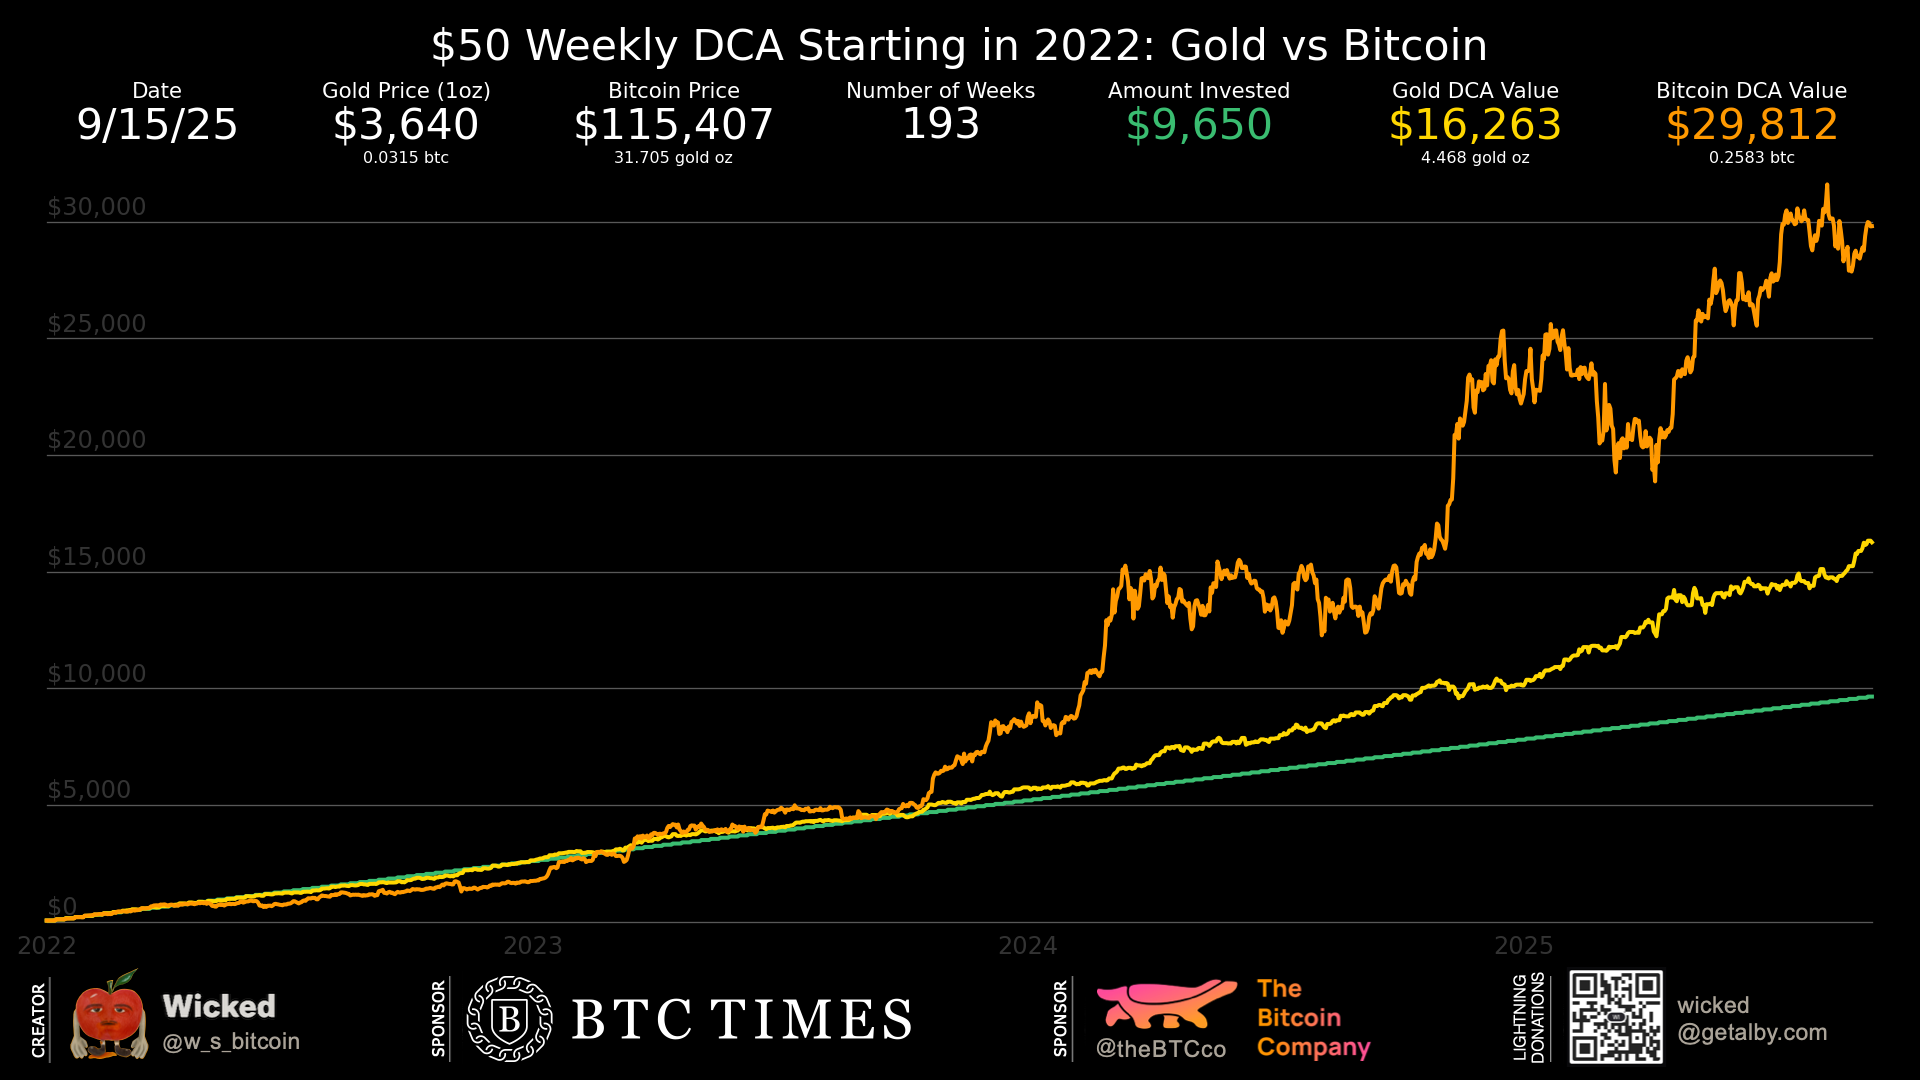 $50 Weekly DCA Starting in 2022: Gold vs Bitcoin
Date
9/15/25
Gold Price (1oz)
$3,640
0.0315 btc
Bitcoin Price
$115,407
31.705 gold oz
Number of Weeks
193
Amount Invested
$9,650
Gold DCA Value
$16,263
4.468 gold oz
Bitcoin DCA Value
$29,812
0.2583 btc
$30,000
$25,000
$20,000
$15,000
$10,000
$5,000
$0
2022
2023
2024
2025
CREATOR
Wicked
@w_s_bitcoin
SPONSOR
B
BTC TIMES
SPONSOR
@theBTCco
The
Bitcoin
Company
LIGHTNING
DONATIONS
wicked
@getalby.com